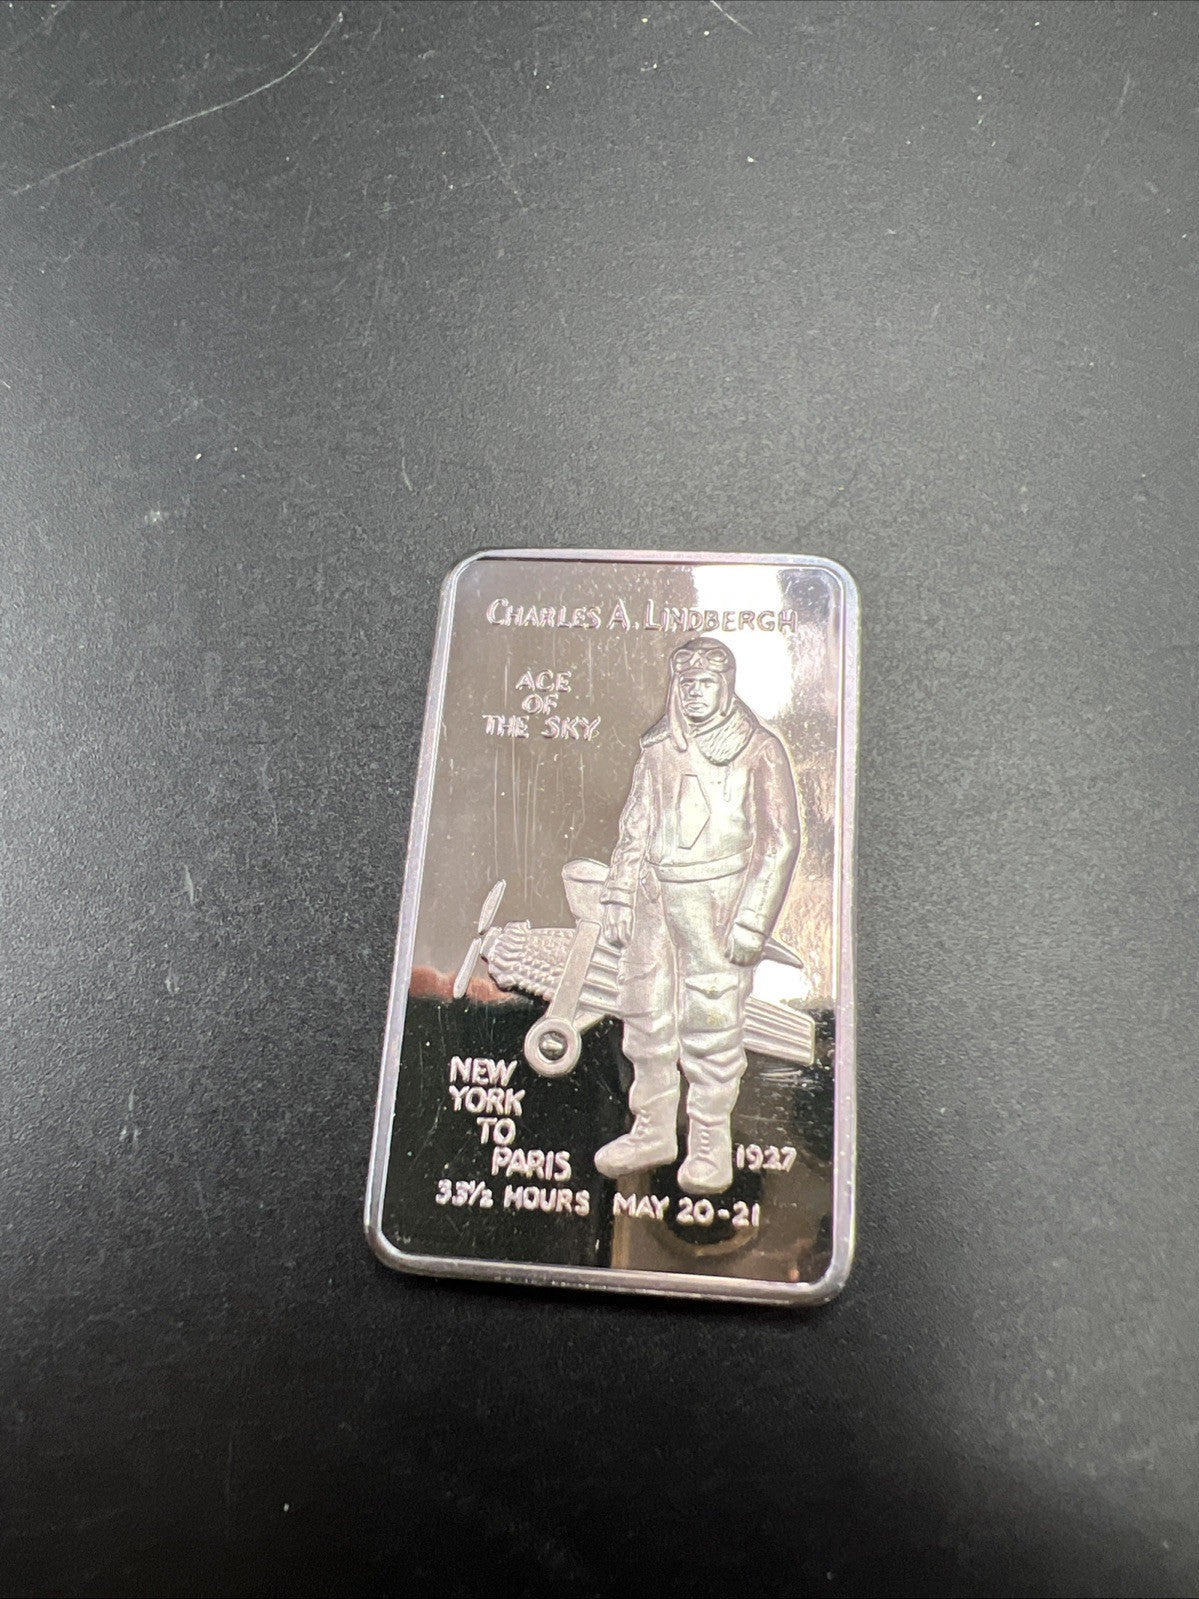 CHARLES A. LINDBERGH
ACE
OF
THE SKY
NEW
YORK
TO
PARIS
1927
33½ HOURS MAY 20-21